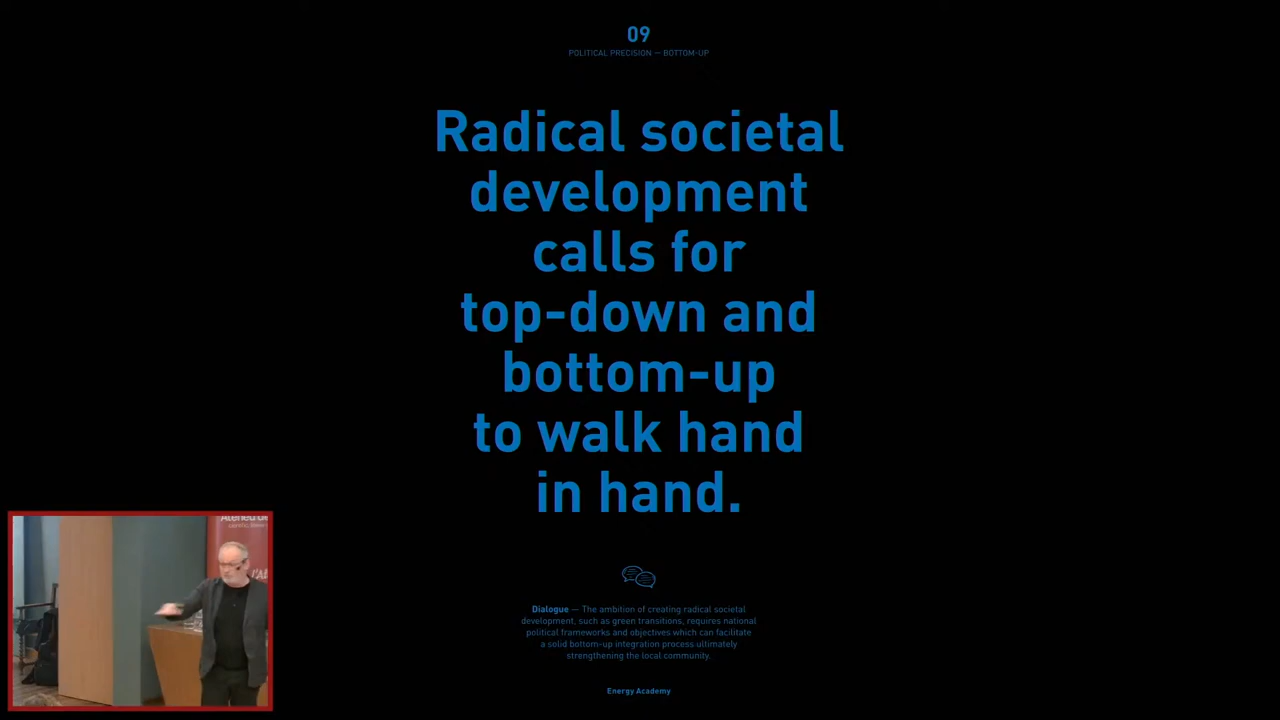 09
POLITICAL PRECISION — BOTTOM-UP
Radical societal
development
calls for
top-down and
bottom-up
to walk hand
in hand.
Dialogue — The ambition of creating radical societal
development, such as green transitions, requires national
political frameworks and objectives which can facilitate
a solid bottom-up integration process ultimately
strengthening the local community.
Energy Academy
Ateneu de